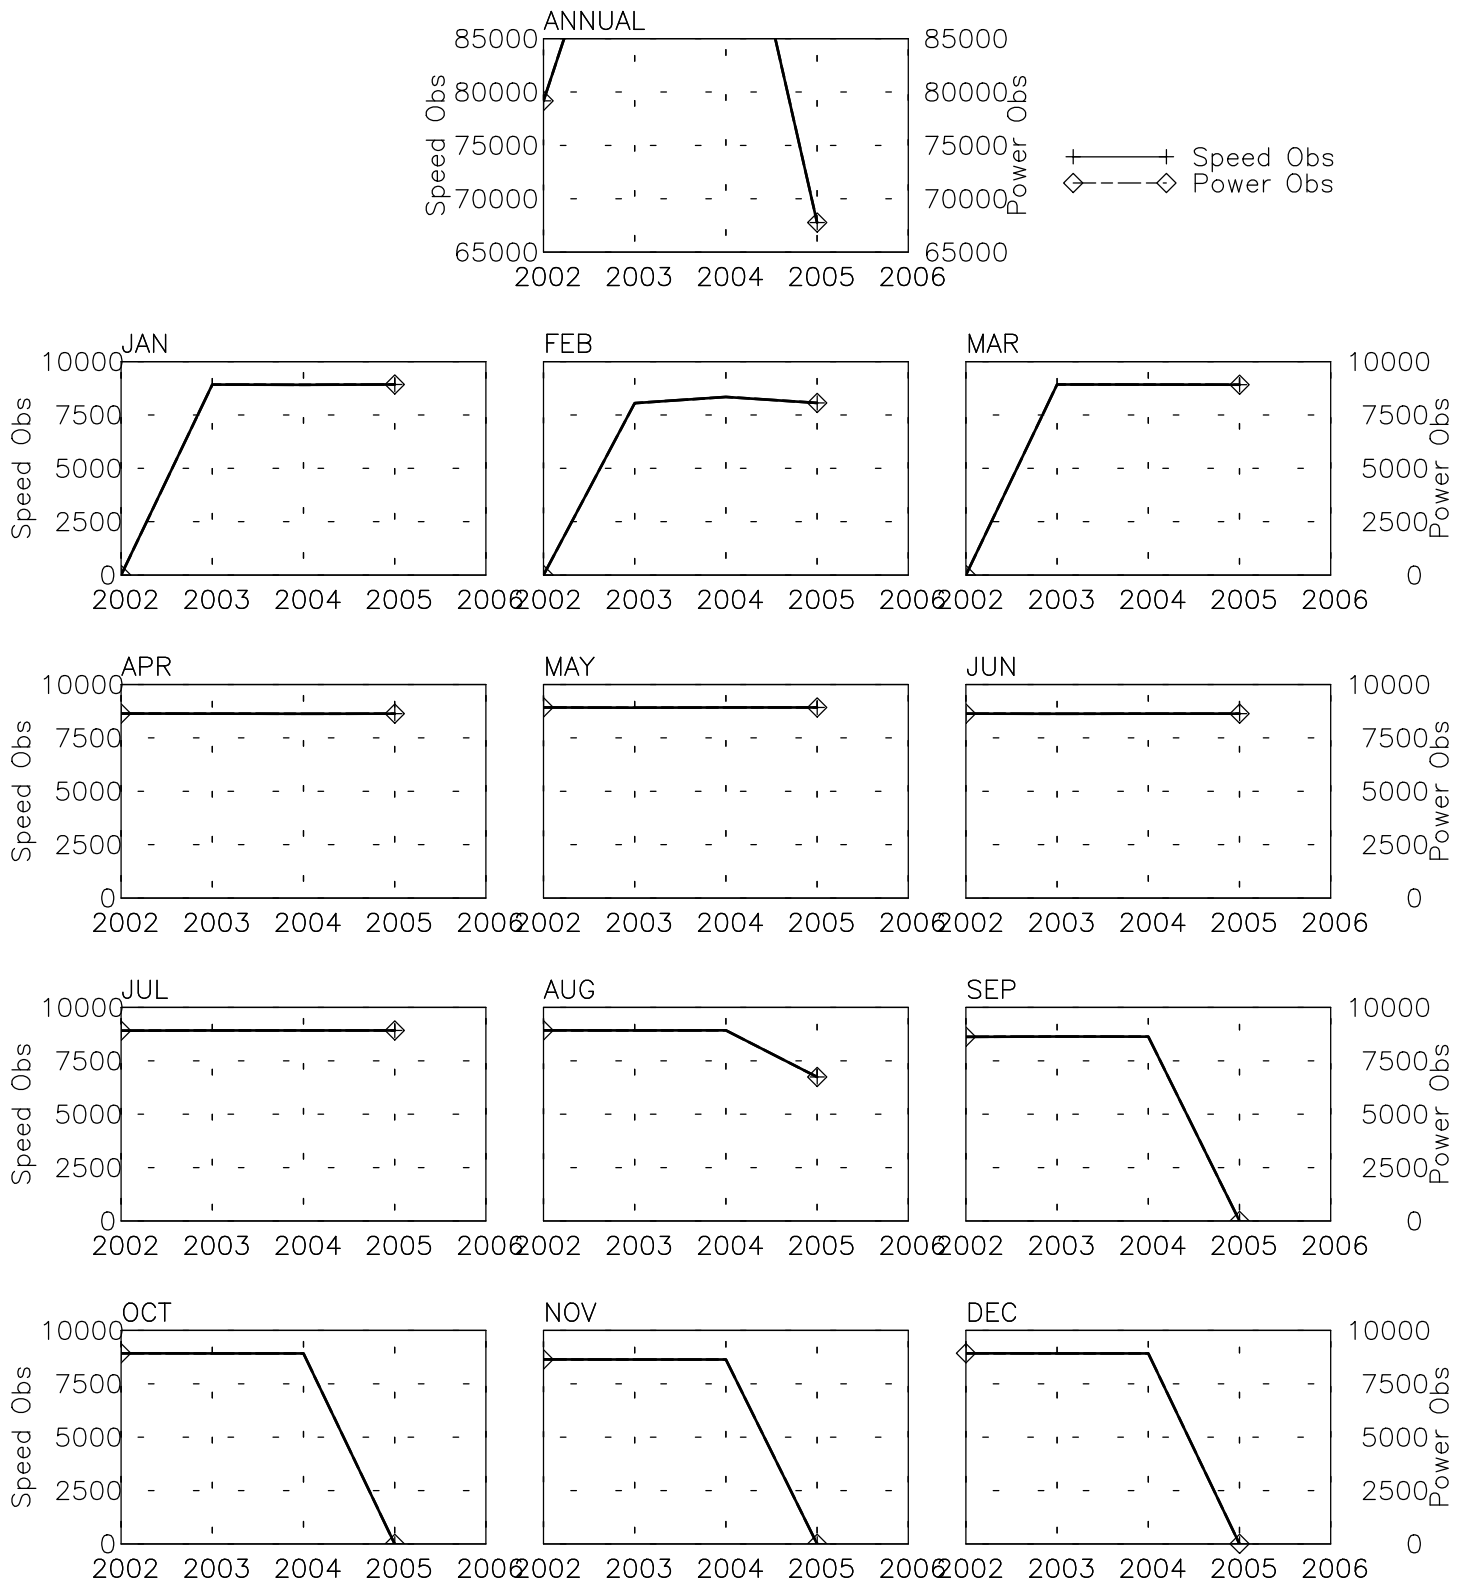 ANNUAL
85000 85000
80000 80000
75000 75000
70000 70000
65000 65000
Speed Obs
Power Obs
2002 2003 2004 2005 2006
Speed Obs
Power Obs
JAN FEB MAR
10000 10000
7500 7500
5000 5000
2500 2500
0 0
Speed Obs
Power Obs
2002 2003 2004 2005 2006 2002 2003 2004 2005 2006 2002 2003 2004 2005 2006
APR MAY JUN
10000 10000
7500 7500
5000 5000
2500 2500
0 0
Speed Obs
Power Obs
2002 2003 2004 2005 2006 2002 2003 2004 2005 2006 2002 2003 2004 2005 2006
JUL AUG SEP
10000 10000
7500 7500
5000 5000
2500 2500
0 0
Speed Obs
Power Obs
2002 2003 2004 2005 2006 2002 2003 2004 2005 2006 2002 2003 2004 2005 2006
OCT NOV DEC
10000 10000
7500 7500
5000 5000
2500 2500
0 0
Speed Obs
Power Obs
2002 2003 2004 2005 2006 2002 2003 2004 2005 2006 2002 2003 2004 2005 2006